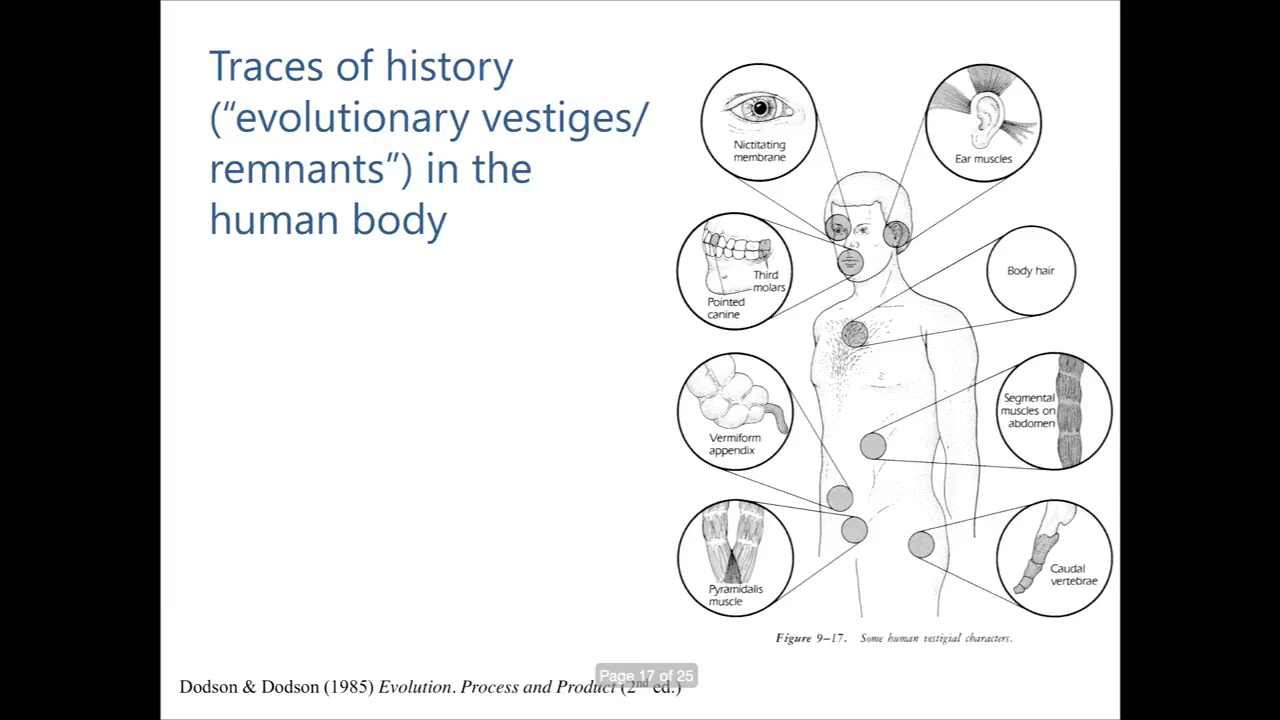 Traces of history
(“evolutionary vestiges/
remnants”) in the
human body
Nictitating
membrane
Ear muscles
Third
molars
Pointed
canine
Body hair
Vermiform
appendix
Segmental
muscles on
abdomen
Pyramidalis
muscle
Caudal
vertebrae
Figure 9–17. Some human vestigial characters.
Page 17 of 25
Dodson & Dodson (1985) Evolution. Process and Product (2nd ed.)